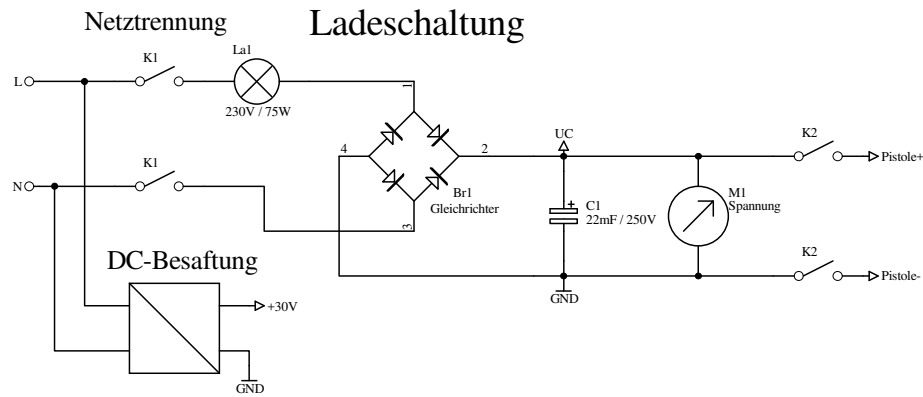 Netztrennung
Ladeschaltung
K1
La1
L
230V / 75W
1
K1
N
4
2
3
Br1
Gleichrichter
UC
C1
22mF / 250V
+
M1
Spannung
K2
Pistole+
K2
Pistole-
GND
DC-Besaftung
+30V
GND